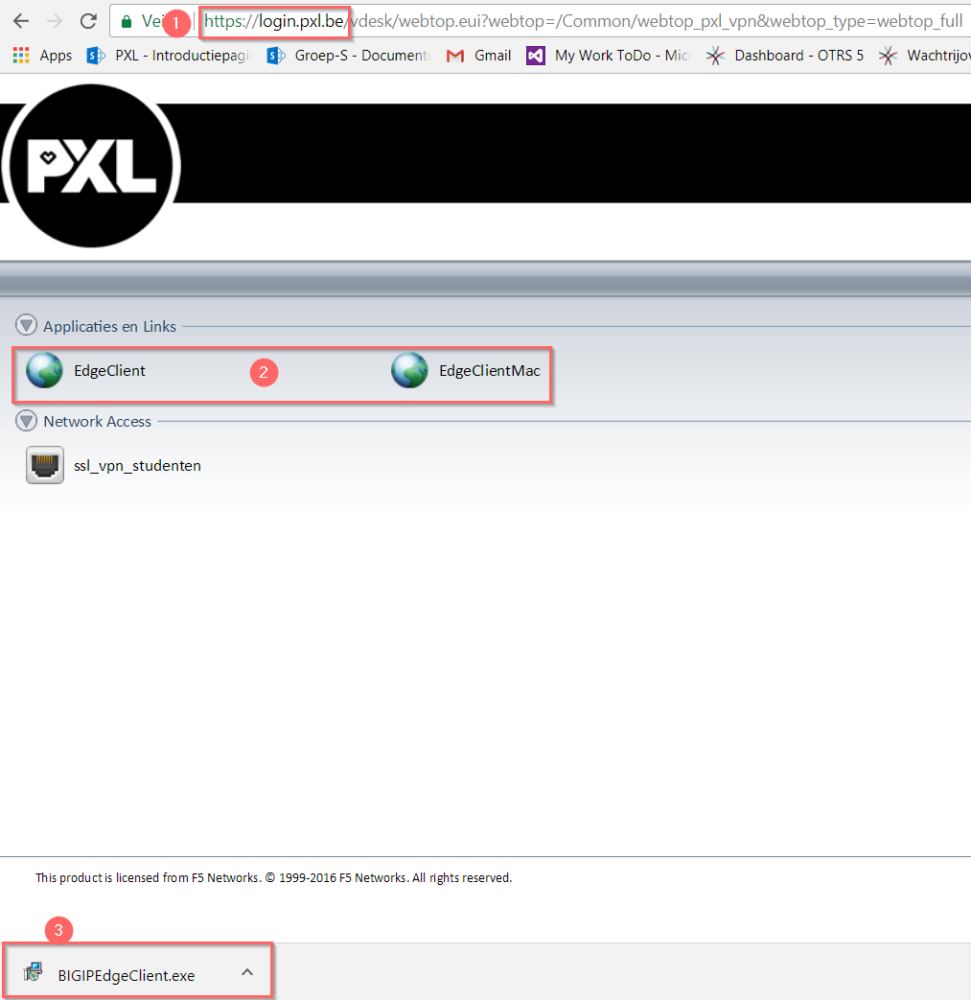 Vei 1 https://login.pxl.be/vdesk/webtop.eui?webtop=/Common/webtop_pxl_vpn&webtop_type=webtop_full
Apps PXL - Introductiepagi Groep-S - Document Gmail My Work ToDo - Mic Dashboard - OTRS 5 Wachtrijov
PXL
Applicaties en Links
EdgeClient 2 EdgeClientMac
Network Access
ssl_vpn_studenten
This product is licensed from F5 Networks. © 1999-2016 F5 Networks. All rights reserved.
3
BIGIPEdgeClient.exe